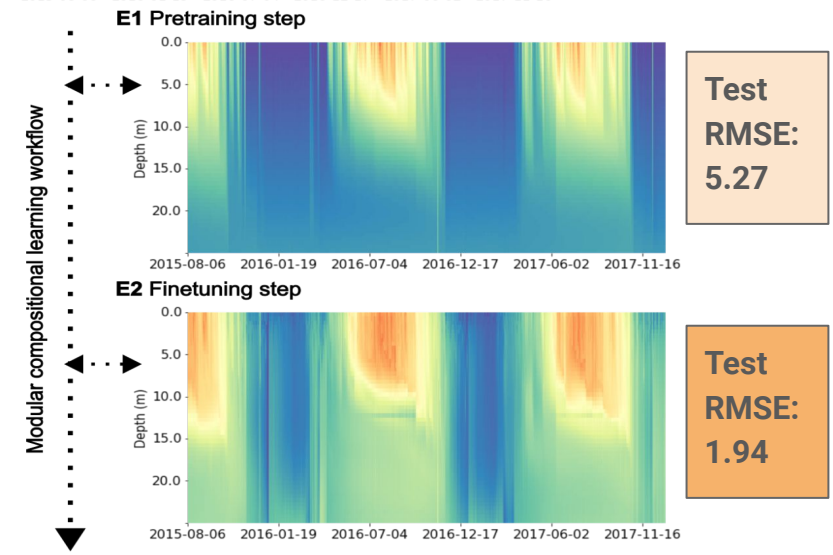 E1 Pretraining step
0.0
5.0
10.0
15.0
20.0
Depth (m)
2015-08-06 2016-01-19 2016-07-04 2016-12-17 2017-06-02 2017-11-16
Test
RMSE:
5.27
Modular compositional learning workflow
E2 Finetuning step
0.0
5.0
10.0
15.0
20.0
Depth (m)
2015-08-06 2016-01-19 2016-07-04 2016-12-17 2017-06-02 2017-11-16
Test
RMSE:
1.94